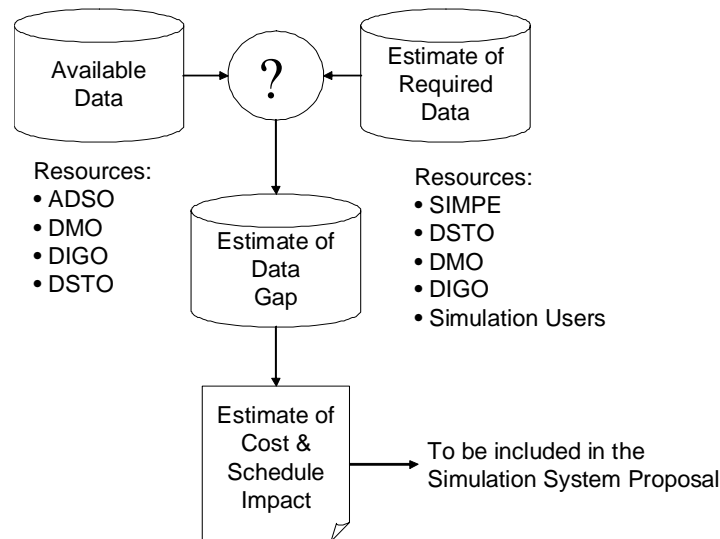 Available
Data
?
Estimate of
Required
Data
Resources:
• ADSO
• DMO
• DIGO
• DSTO
Resources:
• SIMPE
• DSTO
• DMO
• DIGO
• Simulation Users
Estimate of
Data
Gap
Estimate of
Cost &
Schedule
Impact
To be included in the
Simulation System Proposal